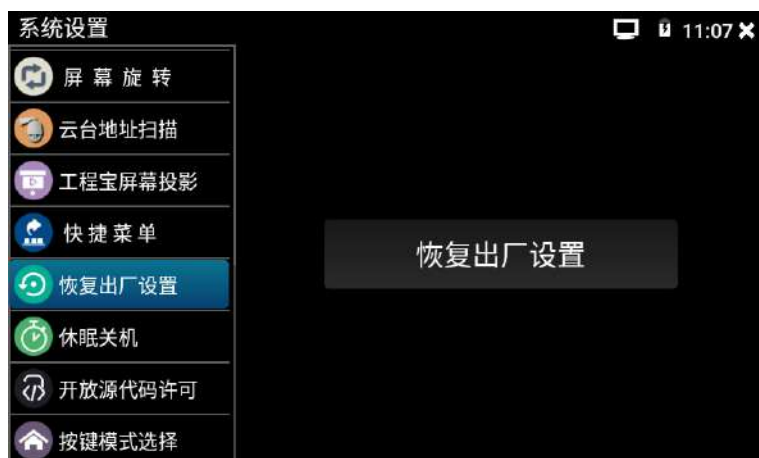 系统设置
11:07
屏幕旋转
云台地址扫描
工程宝屏幕投影
快捷菜单
恢复出厂设置
休眠关机
开放源代码许可
按键模式选择
恢复出厂设置